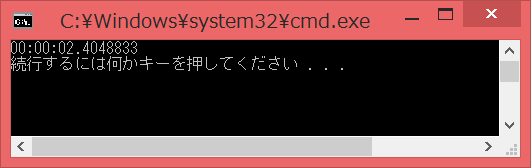 C:¥Windows¥system32¥cmd.exe
00:00:02.4048833
続行するには何かキーを押してください . . .